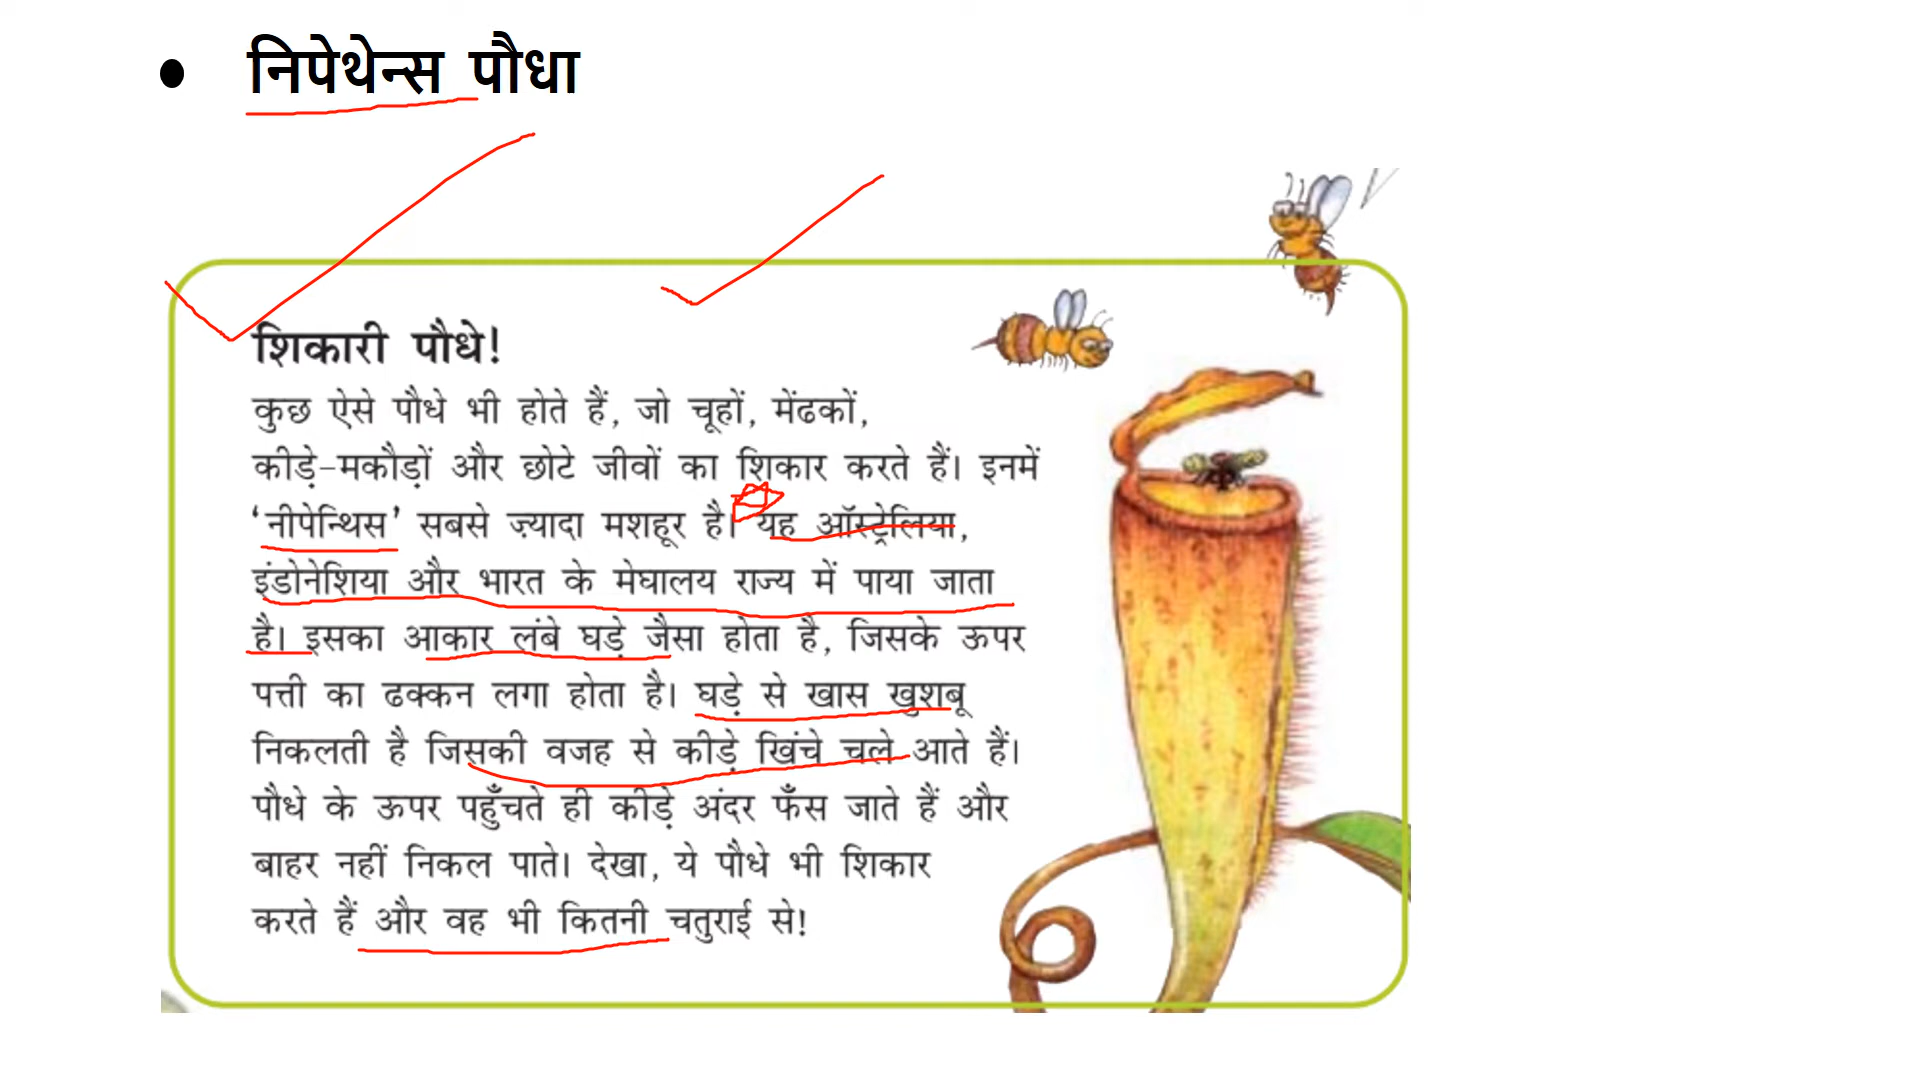 ● निपेथेन्स पौधा
शिकारी पौधे!
कुछ ऐसे पौधे भी होते हैं, जो चूहों, मेंढकों,
कीड़े-मकौड़ों और छोटे जीवों का शिकार करते हैं। इनमें
‘नीपेन्थिस’ सबसे ज़्यादा मशहूर है। यह ऑस्ट्रेलिया,
इंडोनेशिया और भारत के मेघालय राज्य में पाया जाता
है। इसका आकार लंबे घड़े जैसा होता है, जिसके ऊपर
पत्ती का ढक्कन लगा होता है। घड़े से खास खुशबू
निकलती है जिसकी वजह से कीड़े खिंचे चले आते हैं।
पौधे के ऊपर पहुँचते ही कीड़े अंदर फँस जाते हैं और
बाहर नहीं निकल पाते। देखा, ये पौधे भी शिकार
करते हैं और वह भी कितनी चतुराई से!